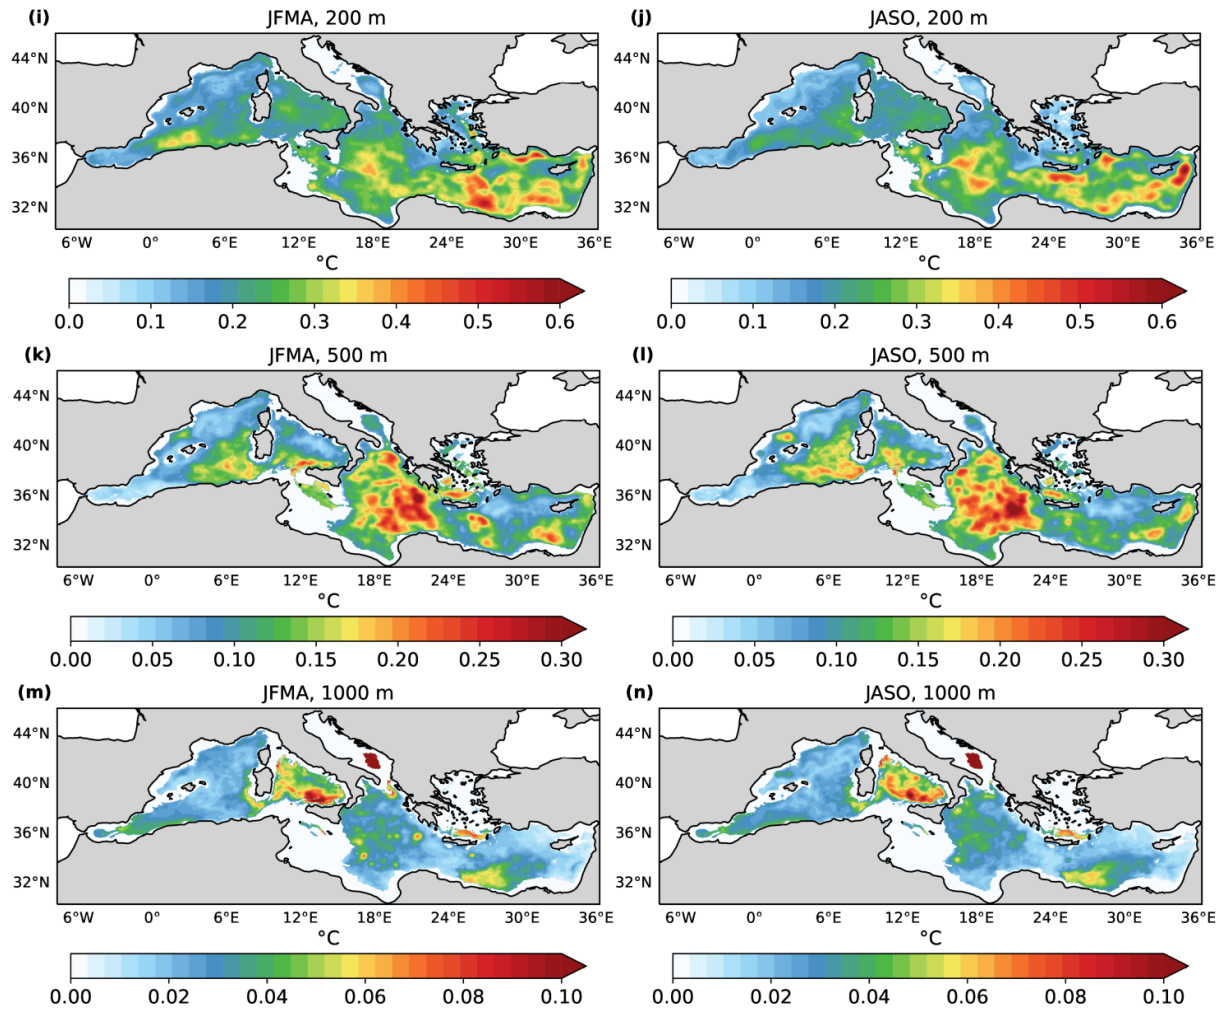 (i) JFMA, 200 m
44°N
40°N
36°N
32°N
6°W 0° 6°E 12°E 18°E 24°E 30°E 36°E
°C
0.0 0.1 0.2 0.3 0.4 0.5 0.6
(j) JASO, 200 m
44°N
40°N
36°N
32°N
6°W 0° 6°E 12°E 18°E 24°E 30°E 36°E
°C
0.0 0.1 0.2 0.3 0.4 0.5 0.6
(k) JFMA, 500 m
44°N
40°N
36°N
32°N
6°W 0° 6°E 12°E 18°E 24°E 30°E 36°E
°C
0.00 0.05 0.10 0.15 0.20 0.25 0.30
(l) JASO, 500 m
44°N
40°N
36°N
32°N
6°W 0° 6°E 12°E 18°E 24°E 30°E 36°E
°C
0.00 0.05 0.10 0.15 0.20 0.25 0.30
(m) JFMA, 1000 m
44°N
40°N
36°N
32°N
6°W 0° 6°E 12°E 18°E 24°E 30°E 36°E
°C
0.00 0.02 0.04 0.06 0.08 0.10
(n) JASO, 1000 m
44°N
40°N
36°N
32°N
6°W 0° 6°E 12°E 18°E 24°E 30°E 36°E
°C
0.00 0.02 0.04 0.06 0.08 0.10